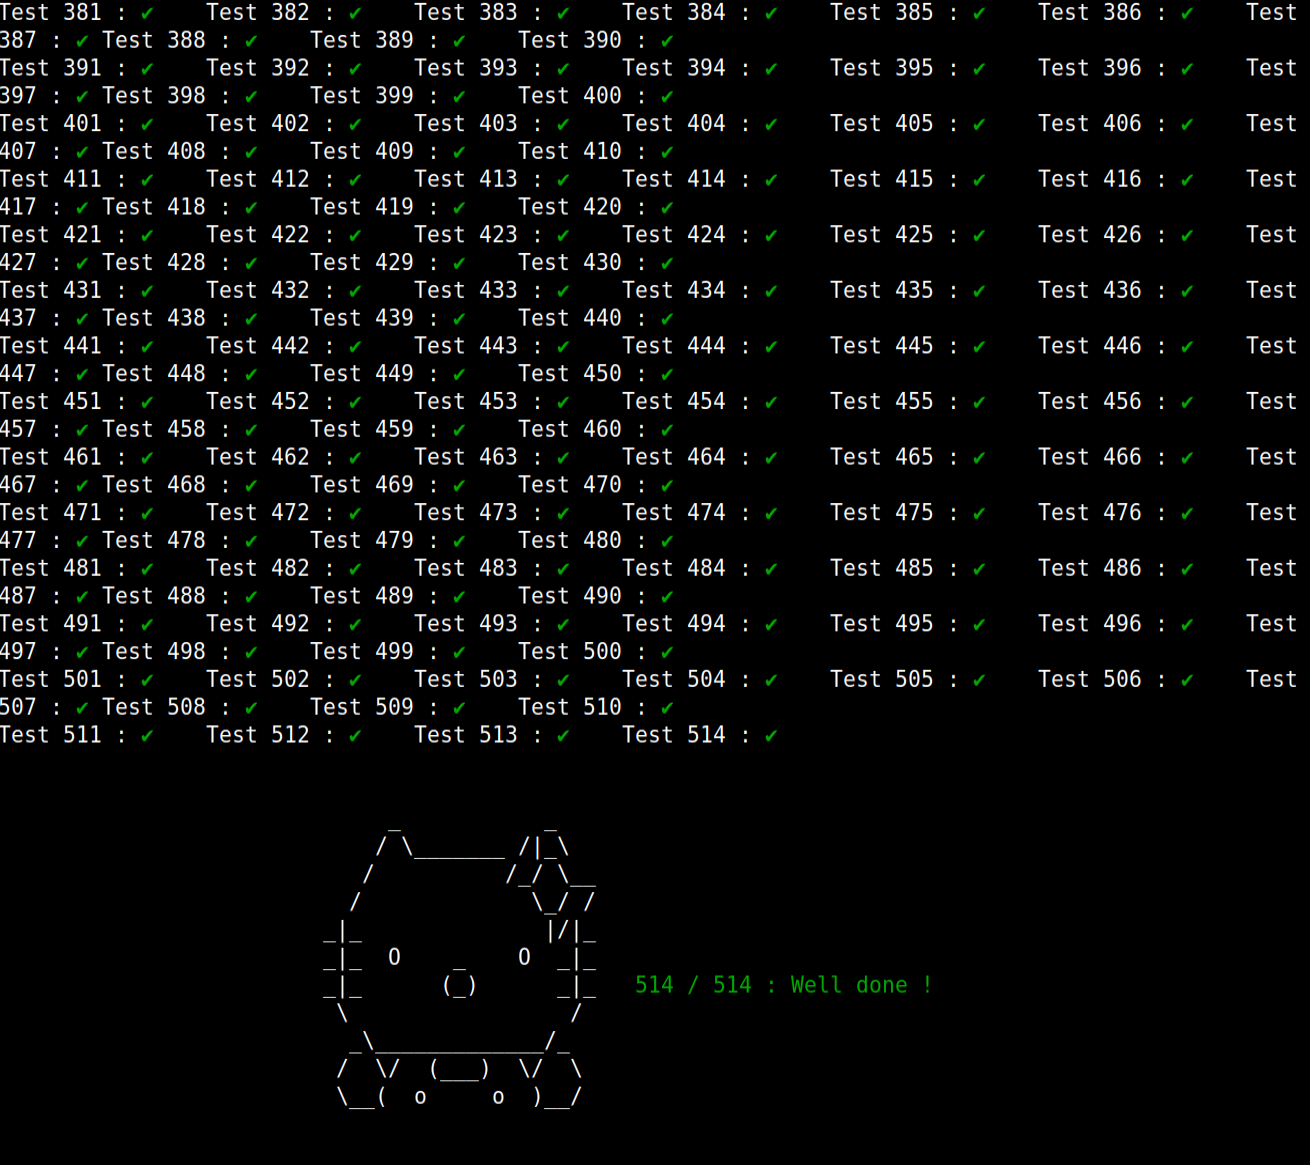 Test 381 : ✔    Test 382 : ✔    Test 383 : ✔    Test 384 : ✔    Test 385 : ✔    Test 386 : ✔    Test
387 : ✔ Test 388 : ✔    Test 389 : ✔    Test 390 : ✔
Test 391 : ✔    Test 392 : ✔    Test 393 : ✔    Test 394 : ✔    Test 395 : ✔    Test 396 : ✔    Test
397 : ✔ Test 398 : ✔    Test 399 : ✔    Test 400 : ✔
Test 401 : ✔    Test 402 : ✔    Test 403 : ✔    Test 404 : ✔    Test 405 : ✔    Test 406 : ✔    Test
407 : ✔ Test 408 : ✔    Test 409 : ✔    Test 410 : ✔
Test 411 : ✔    Test 412 : ✔    Test 413 : ✔    Test 414 : ✔    Test 415 : ✔    Test 416 : ✔    Test
417 : ✔ Test 418 : ✔    Test 419 : ✔    Test 420 : ✔
Test 421 : ✔    Test 422 : ✔    Test 423 : ✔    Test 424 : ✔    Test 425 : ✔    Test 426 : ✔    Test
427 : ✔ Test 428 : ✔    Test 429 : ✔    Test 430 : ✔
Test 431 : ✔    Test 432 : ✔    Test 433 : ✔    Test 434 : ✔    Test 435 : ✔    Test 436 : ✔    Test
437 : ✔ Test 438 : ✔    Test 439 : ✔    Test 440 : ✔
Test 441 : ✔    Test 442 : ✔    Test 443 : ✔    Test 444 : ✔    Test 445 : ✔    Test 446 : ✔    Test
447 : ✔ Test 448 : ✔    Test 449 : ✔    Test 450 : ✔
Test 451 : ✔    Test 452 : ✔    Test 453 : ✔    Test 454 : ✔    Test 455 : ✔    Test 456 : ✔    Test
457 : ✔ Test 458 : ✔    Test 459 : ✔    Test 460 : ✔
Test 461 : ✔    Test 462 : ✔    Test 463 : ✔    Test 464 : ✔    Test 465 : ✔    Test 466 : ✔    Test
467 : ✔ Test 468 : ✔    Test 469 : ✔    Test 470 : ✔
Test 471 : ✔    Test 472 : ✔    Test 473 : ✔    Test 474 : ✔    Test 475 : ✔    Test 476 : ✔    Test
477 : ✔ Test 478 : ✔    Test 479 : ✔    Test 480 : ✔
Test 481 : ✔    Test 482 : ✔    Test 483 : ✔    Test 484 : ✔    Test 485 : ✔    Test 486 : ✔    Test
487 : ✔ Test 488 : ✔    Test 489 : ✔    Test 490 : ✔
Test 491 : ✔    Test 492 : ✔    Test 493 : ✔    Test 494 : ✔    Test 495 : ✔    Test 496 : ✔    Test
497 : ✔ Test 498 : ✔    Test 499 : ✔    Test 500 : ✔
Test 501 : ✔    Test 502 : ✔    Test 503 : ✔    Test 504 : ✔    Test 505 : ✔    Test 506 : ✔    Test
507 : ✔ Test 508 : ✔    Test 509 : ✔    Test 510 : ✔
Test 511 : ✔    Test 512 : ✔    Test 513 : ✔    Test 514 : ✔
514 / 514 : Well done !